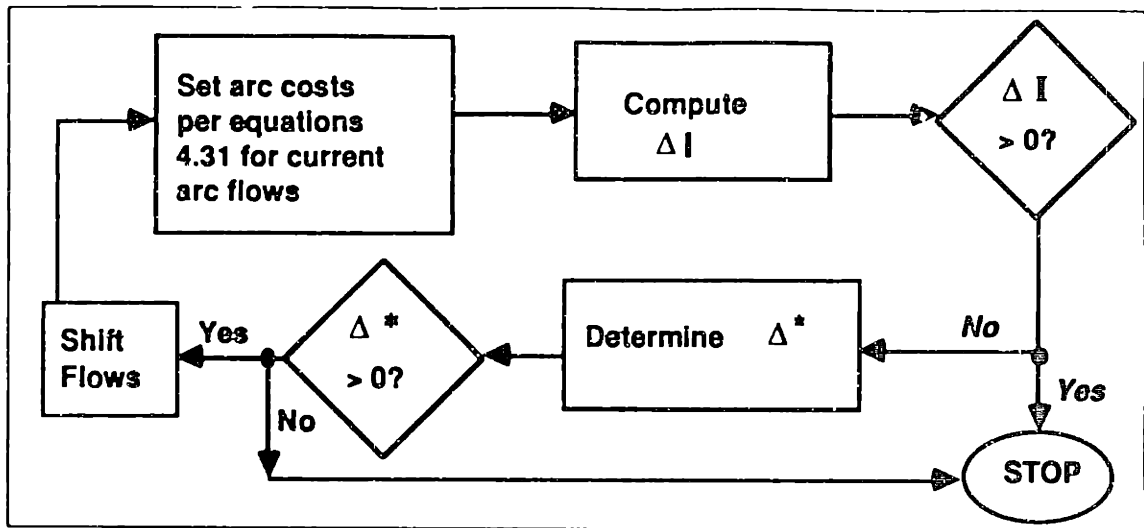 Set arc costs
per equations
4.31 for current
arc flows
Compute
Δ I
Δ I
> 0?
No
Yes
STOP
Determine Δ*
Δ *
> 0?
Yes
No
Shift
Flows